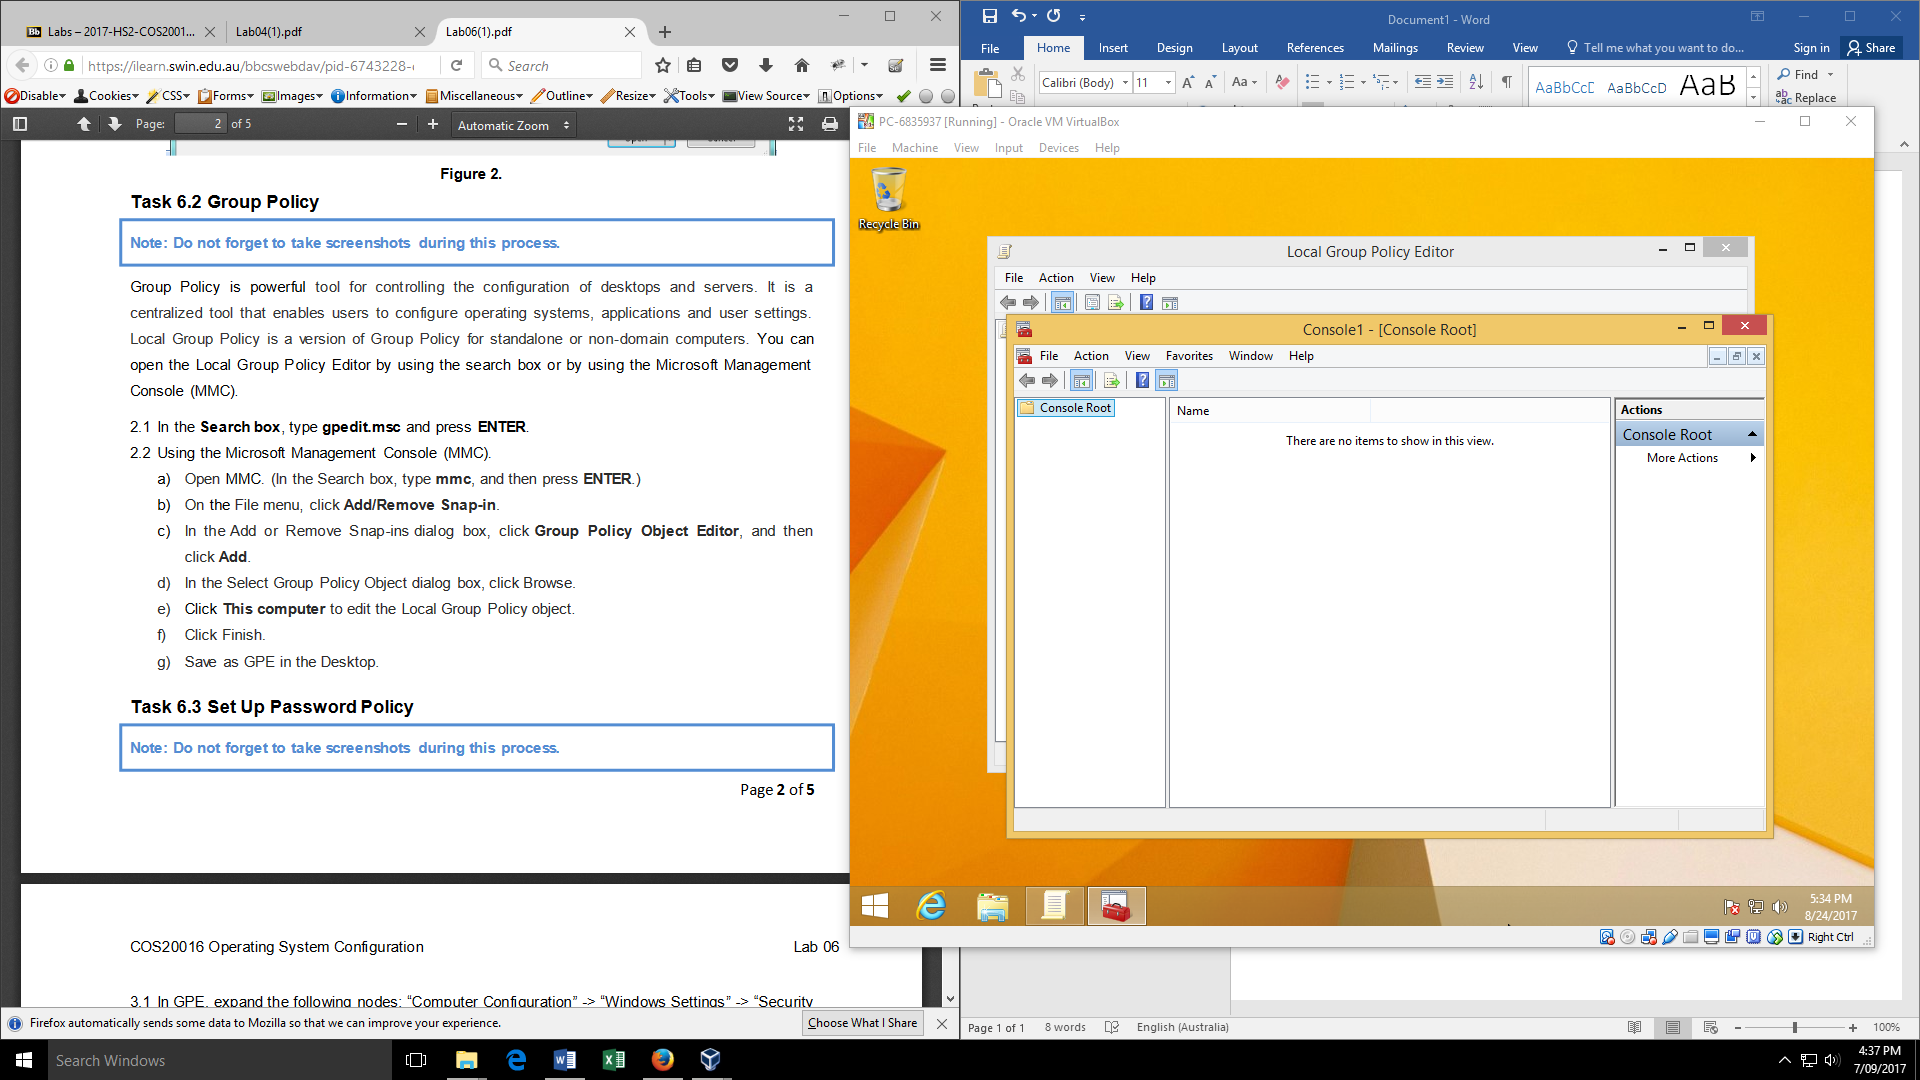 Labs – 2017-HS2-COS2001...
Lab04(1).pdf
Lab06(1).pdf
https://ilearn.swin.edu.au/bbcswebdav/pid-6743228-
Search
Disable
Cookies
CSS
Forms
Images
Information
Miscellaneous
Outline
Resize
Tools
View Source
Options
Page:
2
of 5
Automatic Zoom
Figure 2.
Task 6.2 Group Policy
Note: Do not forget to take screenshots during this process.
Group Policy is powerful tool for controlling the configuration of desktops and servers. It is a
centralized tool that enables users to configure operating systems, applications and user settings.
Local Group Policy is a version of Group Policy for standalone or non-domain computers. You can
open the Local Group Policy Editor by using the search box or by using the Microsoft Management
Console (MMC).
2.1 In the Search box, type gpedit.msc and press ENTER.
2.2 Using the Microsoft Management Console (MMC).
a) Open MMC. (In the Search box, type mmc, and then press ENTER.)
b) On the File menu, click Add/Remove Snap-in.
c) In the Add or Remove Snap-ins dialog box, click Group Policy Object Editor, and then
click Add.
d) In the Select Group Policy Object dialog box, click Browse.
e) Click This computer to edit the Local Group Policy object.
f) Click Finish.
g) Save as GPE in the Desktop.
Task 6.3 Set Up Password Policy
Note: Do not forget to take screenshots during this process.
Page 2 of 5
COS20016 Operating System Configuration
Lab 06
3.1 In GPE, expand the following nodes: “Computer Configuration” -> “Windows Settings” -> “Security
Firefox automatically sends some data to Mozilla so that we can improve your experience.
Choose What I Share
Document1 - Word
File
Home
Insert
Design
Layout
References
Mailings
Review
View
Tell me what you want to do...
Sign in
Share
Calibri (Body)
11
Aa
AaBbCcDc
AaBbCcD
AaB
Find
Replace
PC-6835937 [Running] - Oracle VM VirtualBox
File
Machine
View
Input
Devices
Help
Recycle Bin
Local Group Policy Editor
File
Action
View
Help
Console1 - [Console Root]
File
Action
View
Favorites
Window
Help
Console Root
Name
There are no items to show in this view.
Actions
Console Root
More Actions
5:34 PM
8/24/2017
Right Ctrl
Page 1 of 1
8 words
English (Australia)
100%
Search Windows
4:37 PM
7/09/2017